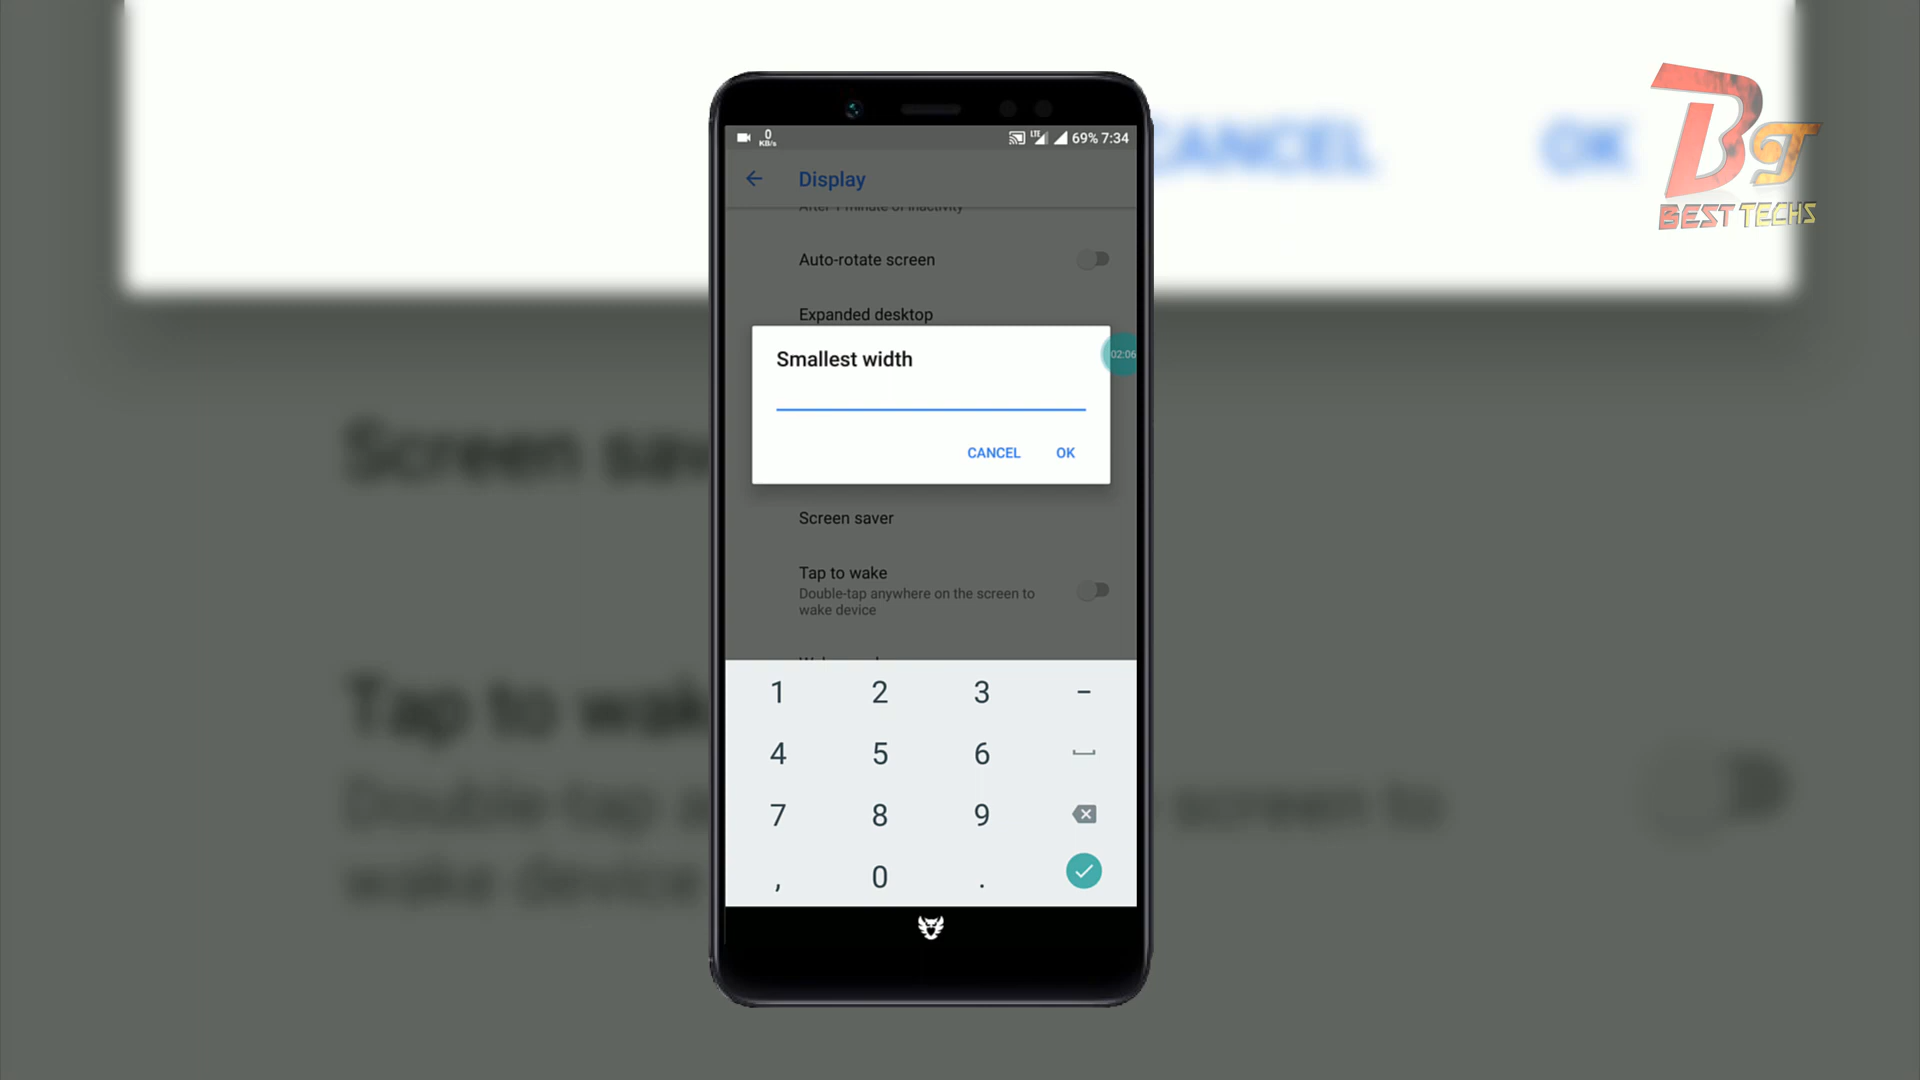 CANCEL OK
BEST TECHS
0
KB/s
LTE
69% 7:34
Display
After 1 minute of inactivity
Auto-rotate screen
Expanded desktop
Smallest width
02:06
CANCEL OK
Screen saver
Tap to wake
Double-tap anywhere on the screen to
wake device
1 2 3 -
4 5 6
7 8 9
, 0 .
Screen sav
Tap to wak
Double-tap a screen to
wake device